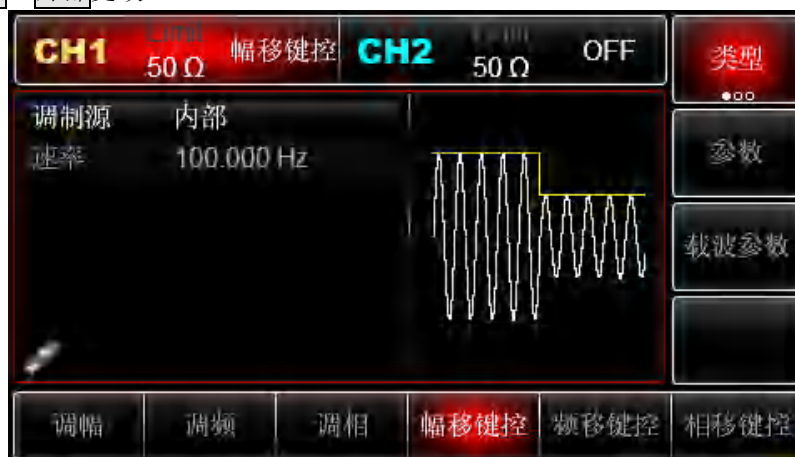 CH1 Limit 50 Ω 幅移键控 CH2 Limit 50 Ω OFF
类型
调制源 内部
速率 100.000 Hz
参数
载波参数
调幅 调频 调相 幅移键控 频移键控 相移键控